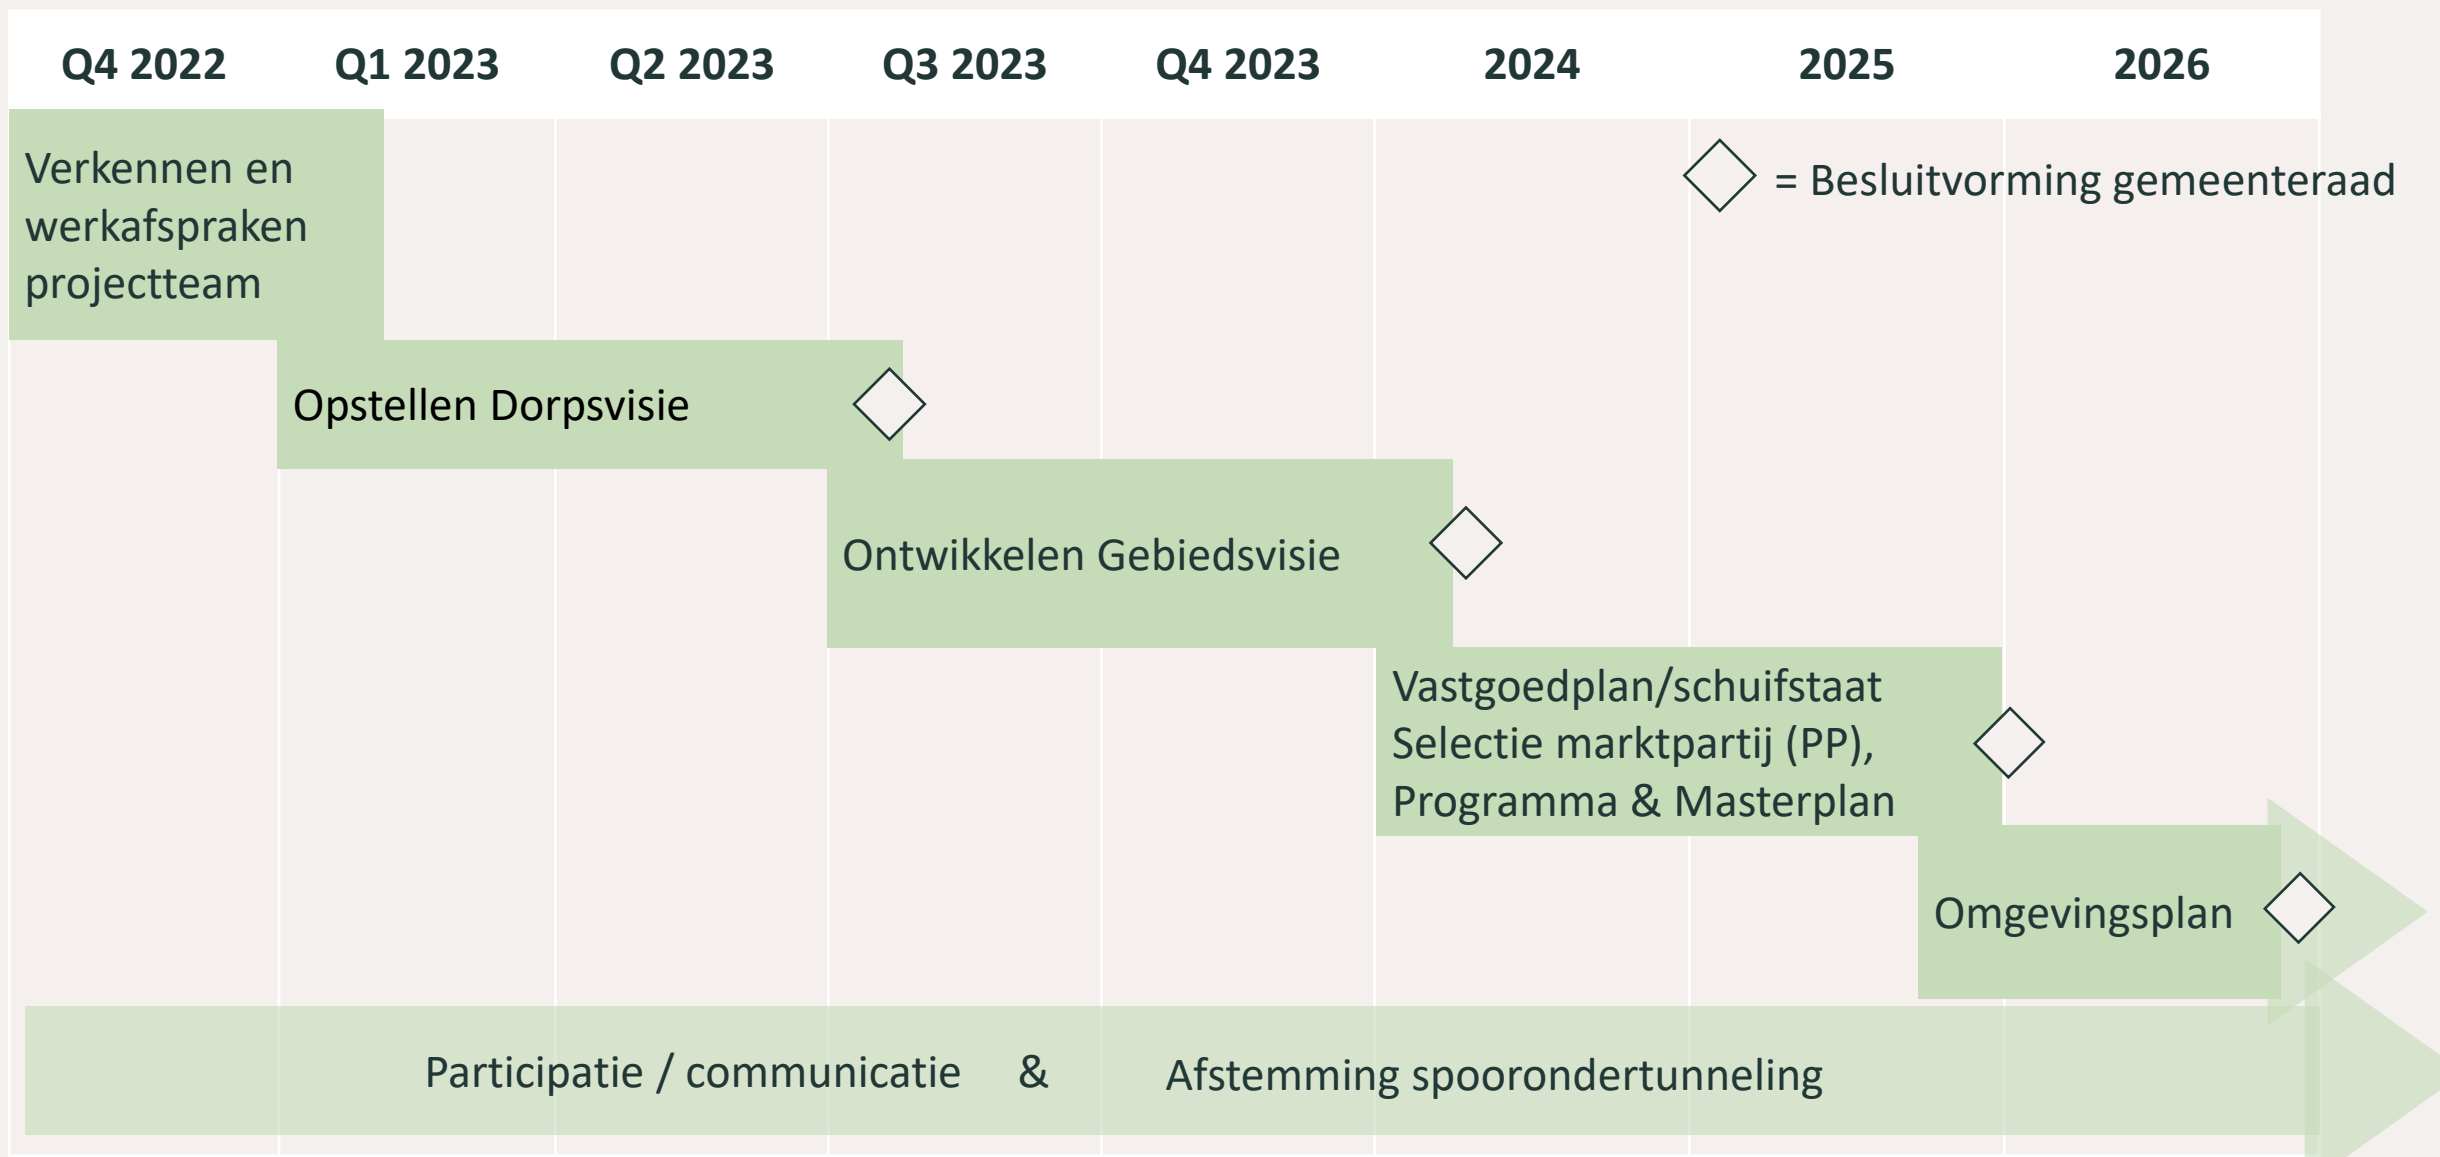 Q4 2022 Q1 2023 Q2 2023 Q3 2023 Q4 2023 2024 2025 2026
= Besluitvorming gemeenteraad
Verkennen en
werkafspraken
projectteam
Opstellen Dorpsvisie
Ontwikkelen Gebiedsvisie
Vastgoedplan/schuifstaat
Selectie marktpartij (PP),
Programma & Masterplan
Omgevingsplan
Participatie / communicatie & Afstemming spoorondertunneling